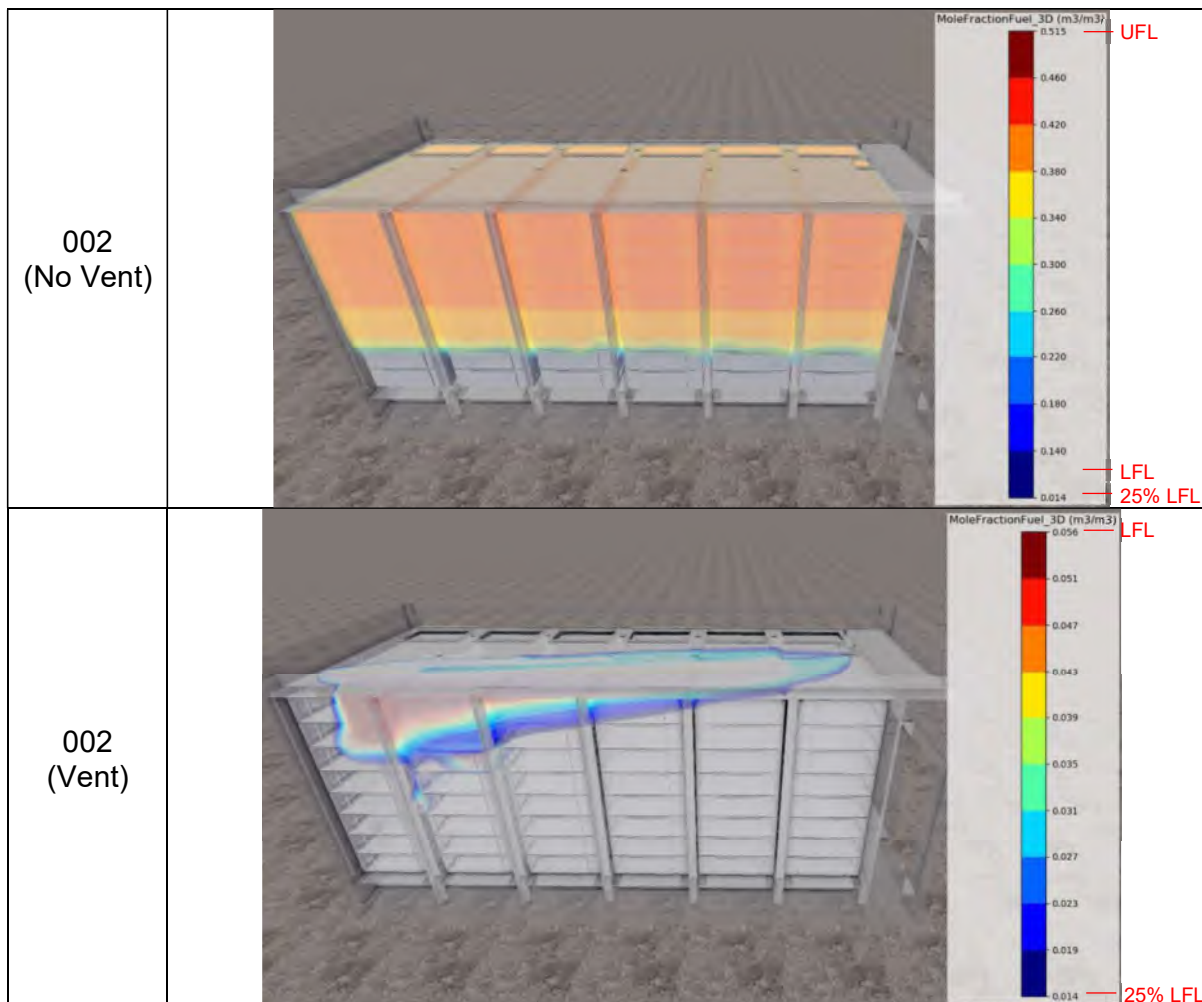 002
(No Vent)
MoleFractionFuel_3D (m3/m3)
0.515
UFL
0.460
0.420
0.380
0.340
0.300
0.260
0.220
0.180
0.140
LFL
0.014
25% LFL
002
(Vent)
MoleFractionFuel_3D (m3/m3)
0.056
LFL
0.051
0.047
0.043
0.039
0.035
0.031
0.027
0.023
0.019
0.014
25% LFL